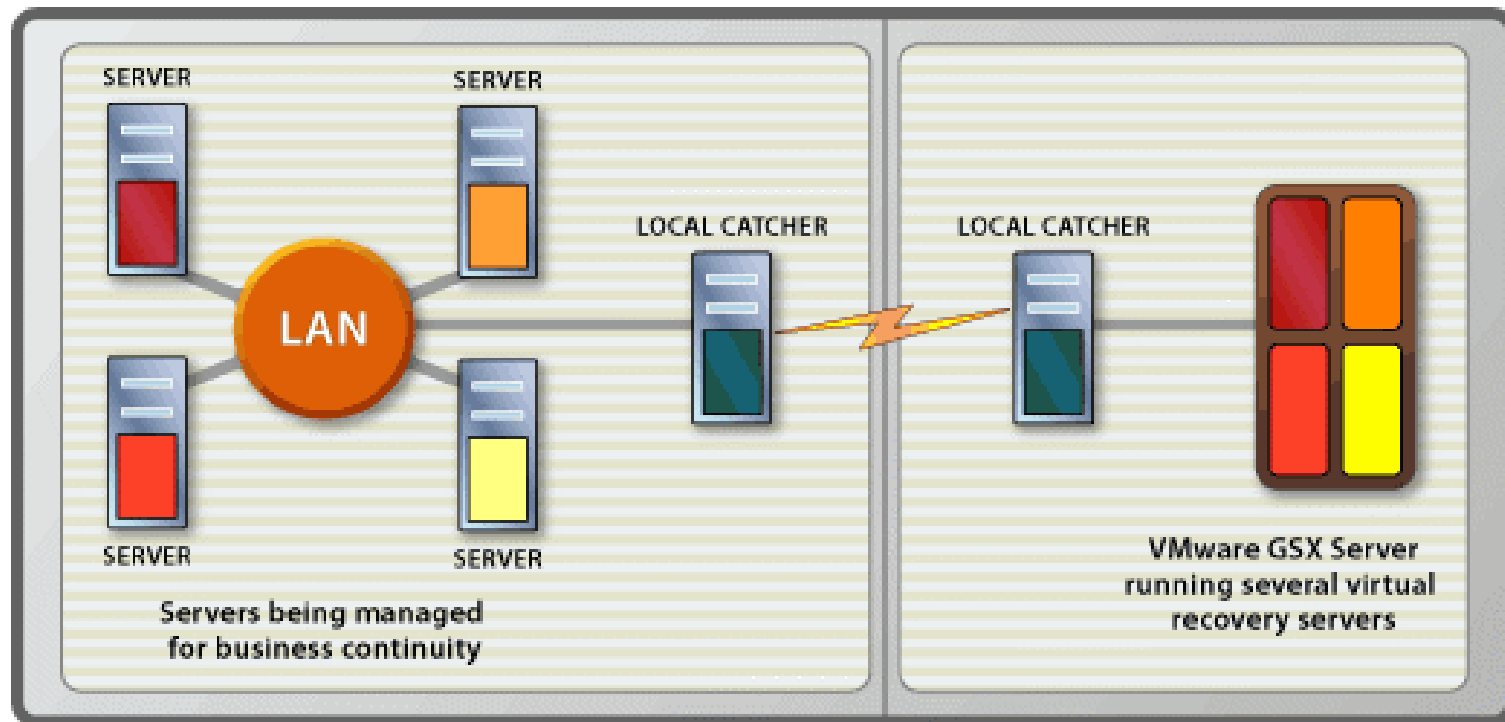 SERVER
SERVER
LOCAL CATCHER
LOCAL CATCHER
LAN
SERVER
SERVER
Servers being managed
for business continuity
VMware GSX Server
running several virtual
recovery servers